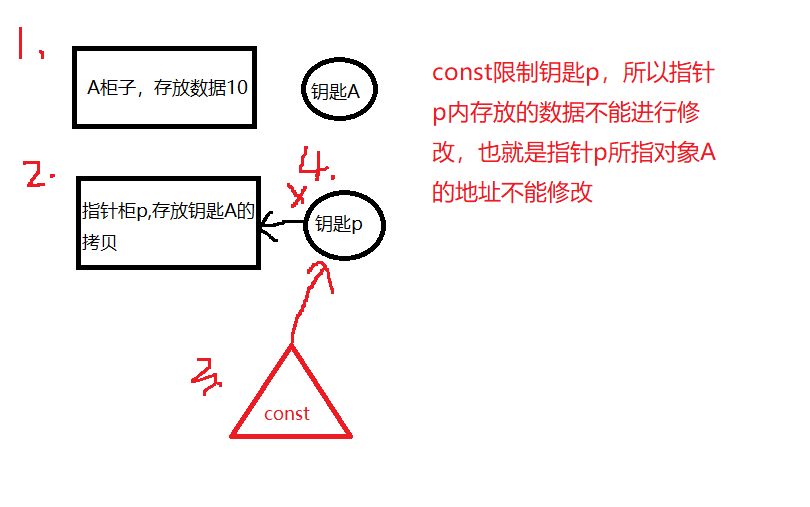 1.
A柜子，存放数据10
钥匙A
const限制钥匙p，所以指针
p内存放的数据不能进行修
改，也就是指针p所指对象A
的地址不能修改
2.
指针柜p,存放钥匙A的
拷贝
4.
x
钥匙p
3,
const